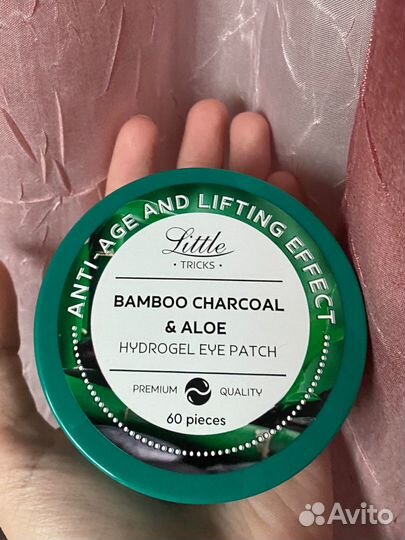 ANTI-AGE AND LIFTING EFFECT
Little
• TRICKS •
BAMBOO CHARCOAL
& ALOE
HYDROGEL EYE PATCH
PREMIUM QUALITY
60 pieces
Avito